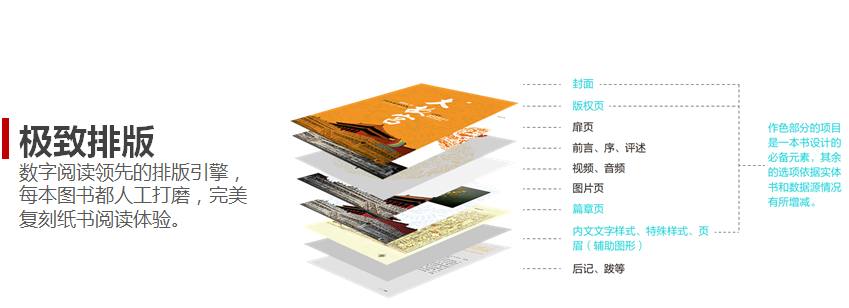 极致排版
数字阅读领先的排版引擎，
每本图书都人工打磨，完美
复刻纸书阅读体验。
封面
版权页
扉页
前言、序、评述
视频、音频
图片页
篇章页
内文文字样式、特殊样式、页
眉（辅助图形）
后记、跋等
作色部分的项目
是一本书设计的
必备元素，其余
的选项依据实体
书和数据源情况
有所增减。